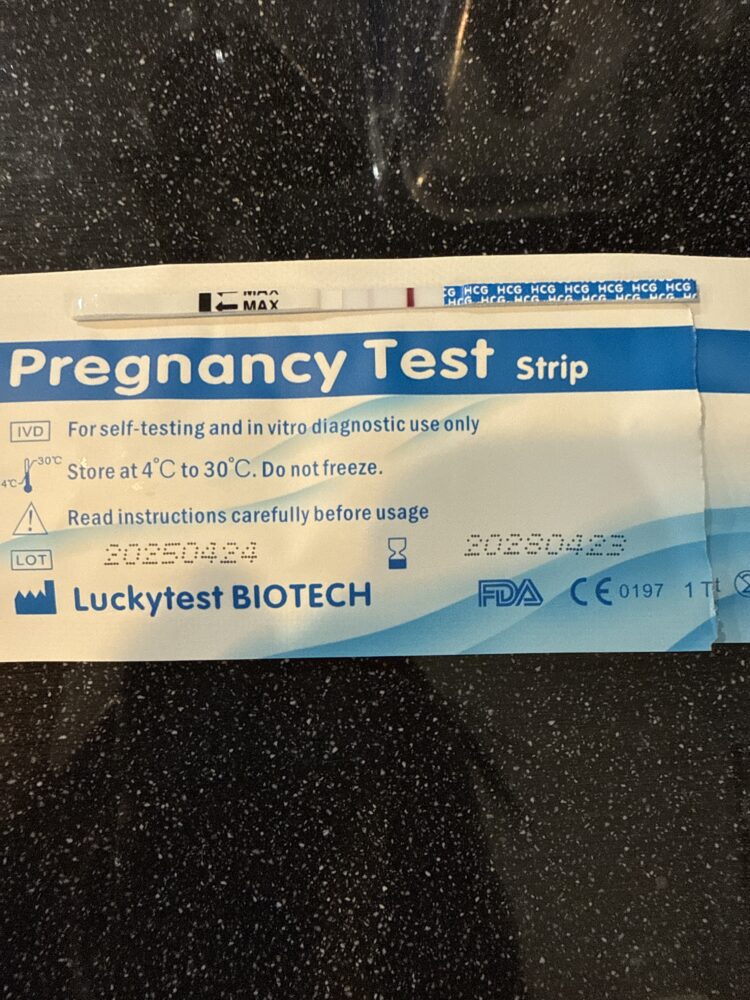 MAX
MAX
HCG HCG HCG HCG HCG HCG HCG
HCG HCG HCG HCG HCG HCG HCG
Pregnancy Test Strip
IVD For self-testing and in vitro diagnostic use only
4℃ 30℃ Store at 4℃ to 30℃. Do not freeze.
Read instructions carefully before usage
LOT 20250424 20280423
Luckytest BIOTECH FDA CE 0197 1 T